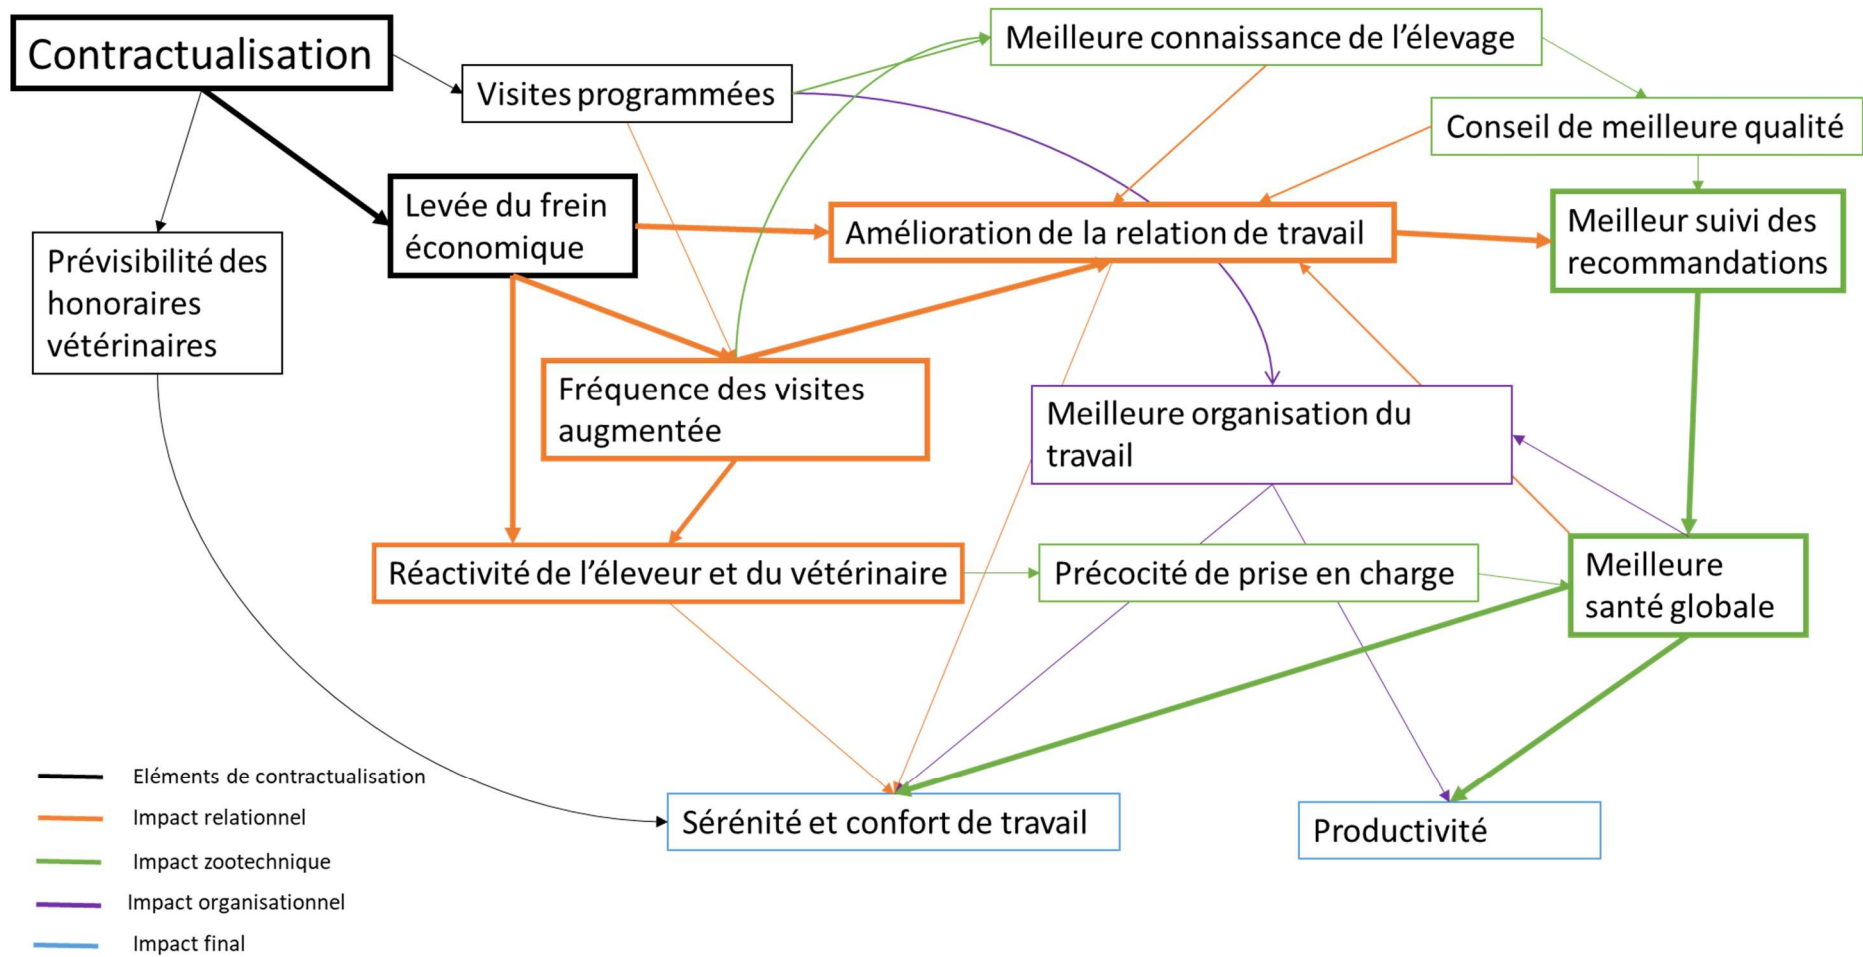 Contractualisation
Meilleure connaissance de l'élevage
Visites programmées
Conseil de meilleure qualité
Levée du frein
économique
Amélioration de la relation de travail
Meilleur suivi des
recommandations
Prévisibilité des
honoraires
vétérinaires
Fréquence des visites
augmentée
Meilleure organisation du
travail
Réactivité de l'éleveur et du vétérinaire
Précocité de prise en charge
Meilleure
santé globale
Sérénité et confort de travail
Productivité
Eléments de contractualisation
Impact relationnel
Impact zootechnique
Impact organisationnel
Impact final